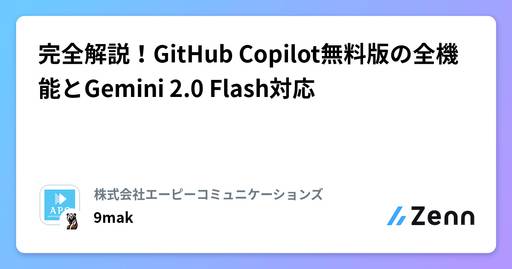 完全解説！GitHub Copilot無料版の全機
能とGemini 2.0 Flash対応
株式会社エーピーコミュニケーションズ
APC
9mak
Zenn